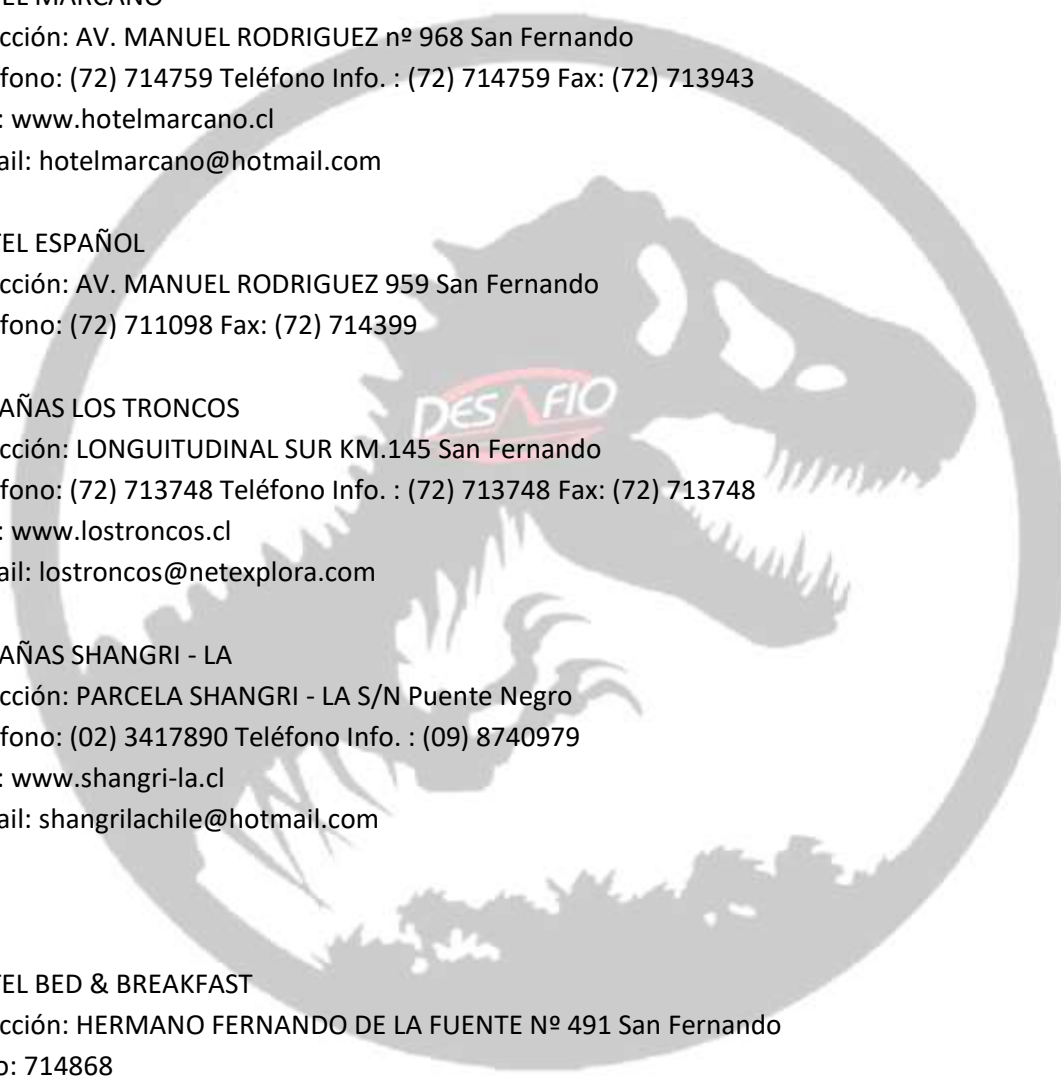 EL MARCANO
cción: AV. MANUEL RODRIGUEZ nº 968 San Fernando
fono: (72) 714759 Teléfono Info. : (72) 714759 Fax: (72) 713943
: www.hotelmarcano.cl
ail: hotelmarcano@hotmail.com
TEL ESPAÑOL
cción: AV. MANUEL RODRIGUEZ 959 San Fernando
fono: (72) 711098 Fax: (72) 714399
DESAFIO
AÑAS LOS TRONCOS
cción: LONGUITUDINAL SUR KM.145 San Fernando
fono: (72) 713748 Teléfono Info. : (72) 713748 Fax: (72) 713748
: www.lostroncos.cl
ail: lostroncos@netexplora.com
AÑAS SHANGRI - LA
cción: PARCELA SHANGRI - LA S/N Puente Negro
fono: (02) 3417890 Teléfono Info. : (09) 8740979
: www.shangri-la.cl
ail: shangrilachile@hotmail.com
TEL BED & BREAKFAST
cción: HERMANO FERNANDO DE LA FUENTE Nº 491 San Fernando
o: 714868